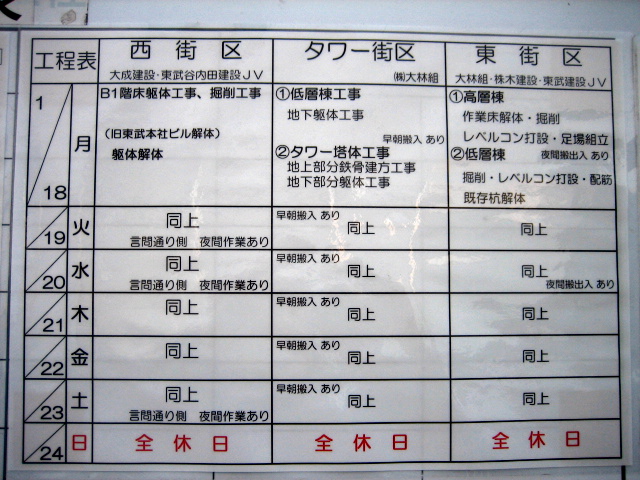 工程表 西街区 タワー街区 東街区
大成建設・東武谷内田建設JV ㈱大林組 大林組・株木建設・東武建設JV
1
18
月
B1階床躯体工事、掘削工事
（旧東武本社ビル解体）
躯体解体
①低層棟工事
地下躯体工事
早朝搬入 あり
②タワー塔体工事
地上部分鉄骨建方工事
地下部分躯体工事
①高層棟
作業床解体・掘削
レベルコン打設・足場組立
②低層棟 夜間搬出入 あり
掘削・レベルコン打設・配筋
既存杭解体
19 火
同上
言問通り側 夜間作業あり
早朝搬入 あり
同上
同上
20 水
同上
言問通り側 夜間作業あり
早朝搬入 あり
同上
同上
夜間搬出入 あり
21 木
同上
早朝搬入 あり
同上
同上
22 金
同上
早朝搬入 あり
同上
同上
23 土
同上
言問通り側 夜間作業あり
早朝搬入 あり
同上
同上
24 日 全休日 全休日 全休日